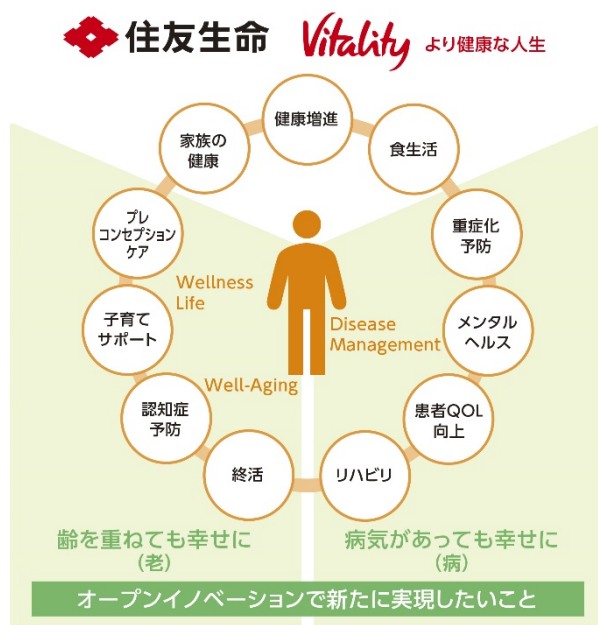 住友生命
Vitality より健康な人生
健康増進
家族の
健康
食生活
プレ
コンセプション
ケア
重症化
予防
Wellness
Life
子育て
サポート
Disease
Management
メンタル
ヘルス
Well-Aging
認知症
予防
患者QOL
向上
終活
リハビリ
齢を重ねても幸せに
(老)
病気があっても幸せに
(病)
オープンイノベーションで新たに実現したいこと